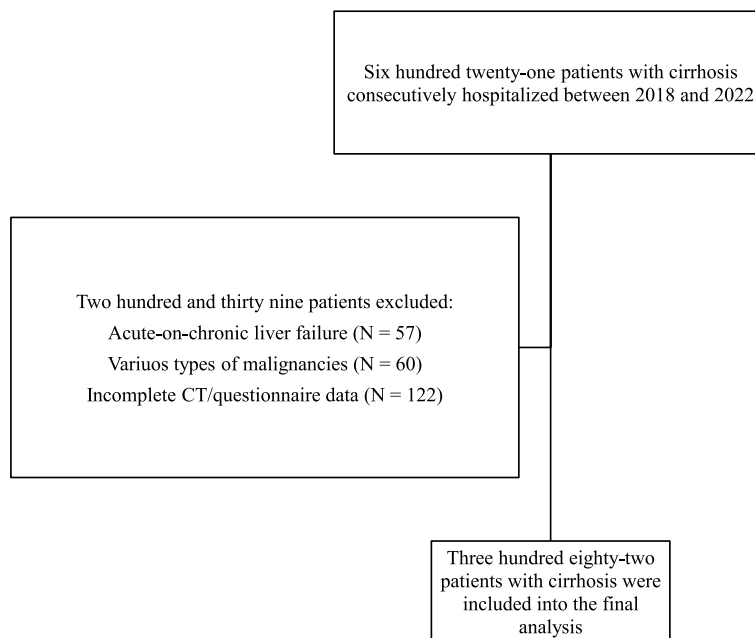 Six hundred twenty-one patients with cirrhosis
consecutively hospitalized between 2018 and 2022
Two hundred and thirty nine patients excluded:
Acute-on-chronic liver failure (N = 57)
Variuos types of malignancies (N = 60)
Incomplete CT/questionnaire data (N = 122)
Three hundred eighty-two
patients with cirrhosis were
included into the final
analysis